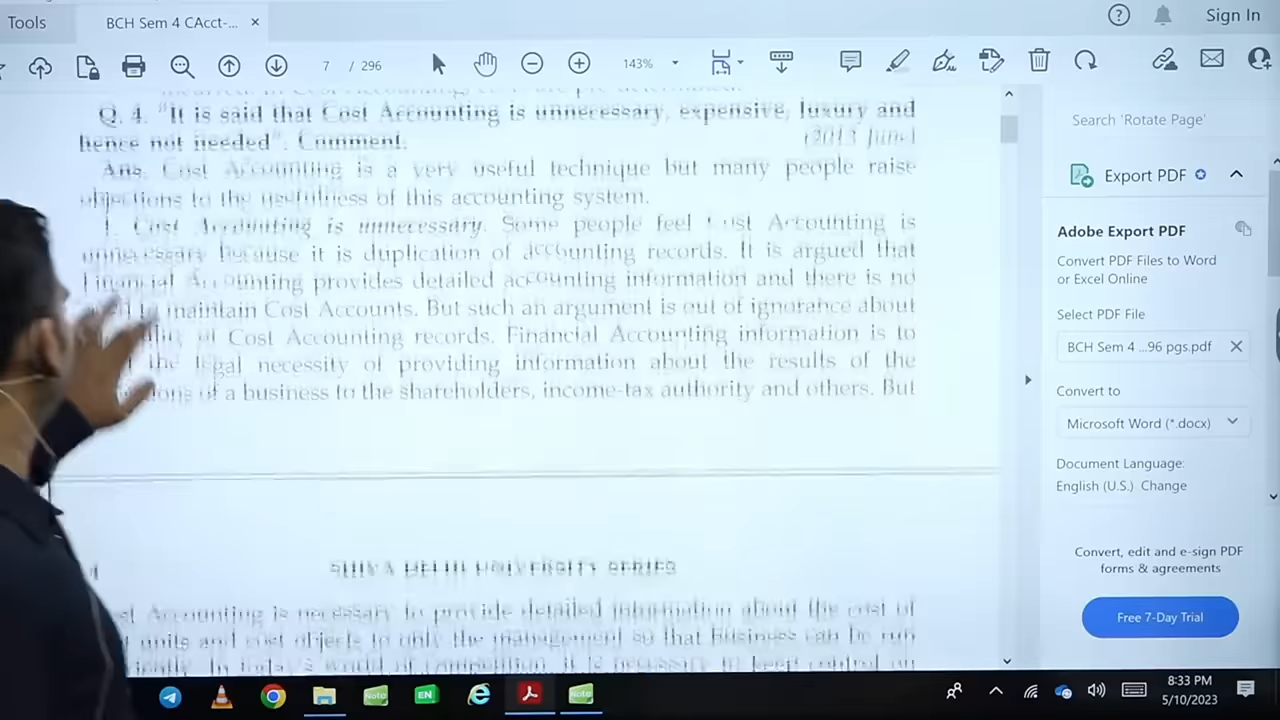 Tools
BCH Sem 4 CAcct-... ×
Sign In
7 / 296
143%
Q. 4. "It is said that Cost Accounting is unnecessary, expensive, luxury and
hence not needed". Comment. (2013 June)
Ans. Cost Accounting is a very useful technique but many people raise
objections to the usefulness of this accounting system.
1. Cost Accounting is unnecessary. Some people feel Cost Accounting is
unnecessary because it is duplication of accounting records. It is argued that
Financial Accounting provides detailed accounting information and there is no
to maintain Cost Accounts. But such an argument is out of ignorance about
of Cost Accounting records. Financial Accounting information is to
the legal necessity of providing information about the results of the
of a business to the shareholders, income-tax authority and others. But
SHIVA DELHI UNIVERSITY SERIES
Accounting is necessary to provide detailed information about the cost of
units and cost objects to only the management so that business can be run
In today's world of competition, it is necessary to keep control on
Search 'Rotate Page'
Export PDF
Adobe Export PDF
Convert PDF Files to Word
or Excel Online
Select PDF File
BCH Sem 4 ...96 pgs.pdf
Convert to
Microsoft Word (*.docx)
Document Language:
English (U.S.) Change
Convert, edit and e-sign PDF
forms & agreements
Free 7-Day Trial
Note
EN
Note
8:33 PM
5/10/2023